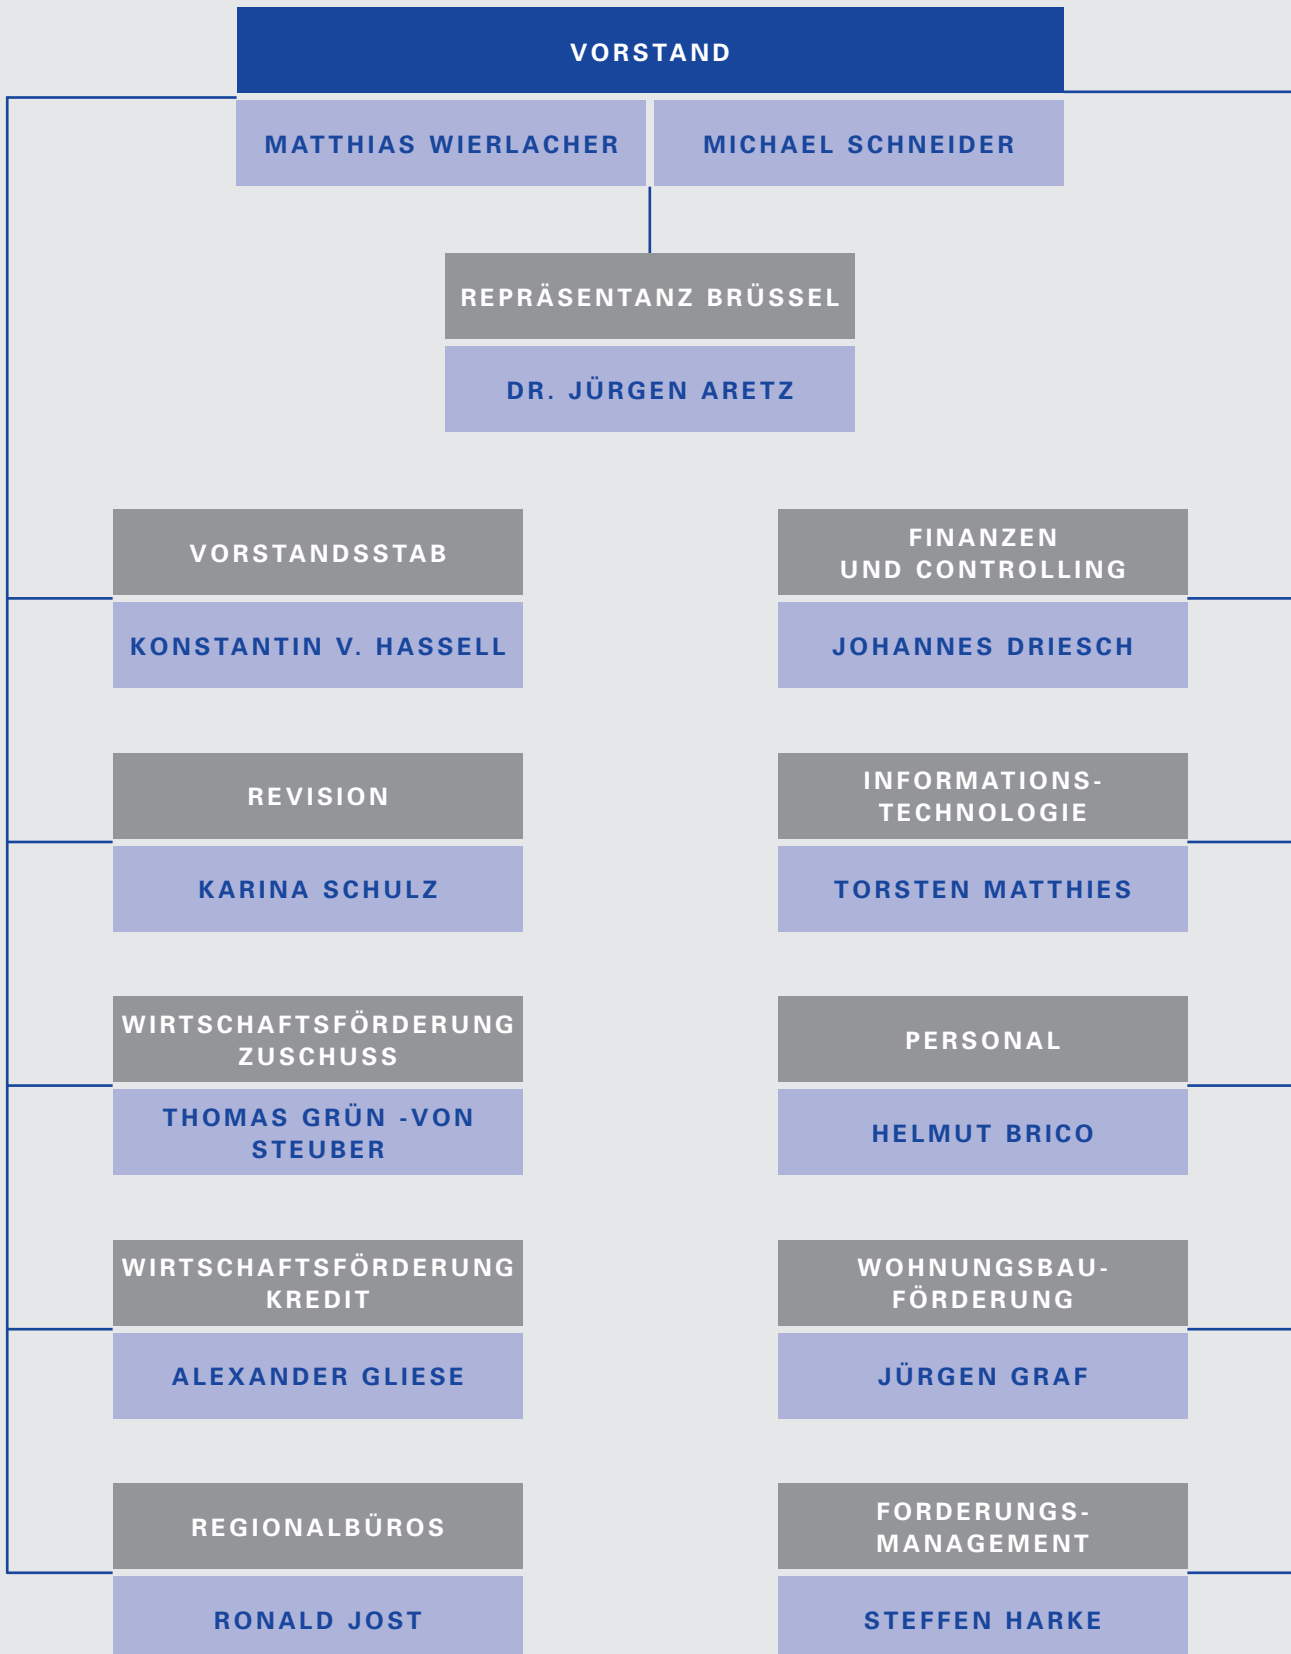 VORSTAND
MATTHIAS WIERLACHER
MICHAEL SCHNEIDER
REPRÄSENTANZ BRÜSSEL
DR. JÜRGEN ARETZ
VORSTANDSSTAB
KONSTANTIN V. HASSELL
FINANZEN
UND CONTROLLING
JOHANNES DRIESCH
REVISION
KARINA SCHULZ
INFORMATIONS-
TECHNOLOGIE
TORSTEN MATTHIES
WIRTSCHAFTSFÖRDERUNG
ZUSCHUSS
THOMAS GRÜN -VON
STEUBER
PERSONAL
HELMUT BRICO
WIRTSCHAFTSFÖRDERUNG
KREDIT
ALEXANDER GLIESE
WOHNUNGSBAU-
FÖRDERUNG
JÜRGEN GRAF
REGIONALBÜROS
RONALD JOST
FORDERUNGS-
MANAGEMENT
STEFFEN HARKE